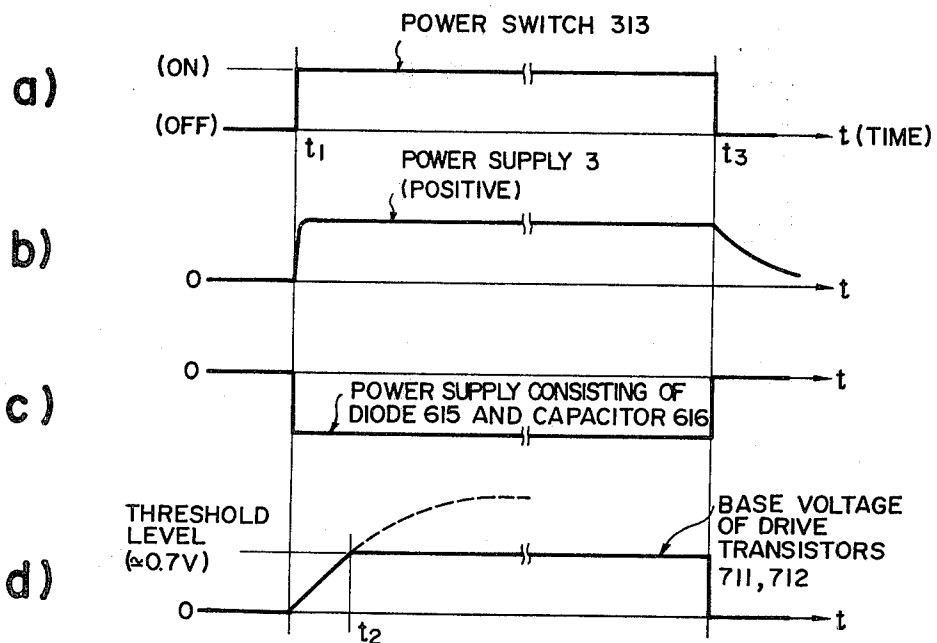 POWER SWITCH 313
a)
(ON)
(OFF)
t1
t3
t (TIME)
POWER SUPPLY 3
(POSITIVE)
b)
0
t
0
t
c)
POWER SUPPLY CONSISTING OF
DIODE 615 AND CAPACITOR 616
THRESHOLD
LEVEL
(≃0.7V)
BASE VOLTAGE
OF DRIVE
TRANSISTORS
711,712
d)
0
t2
t